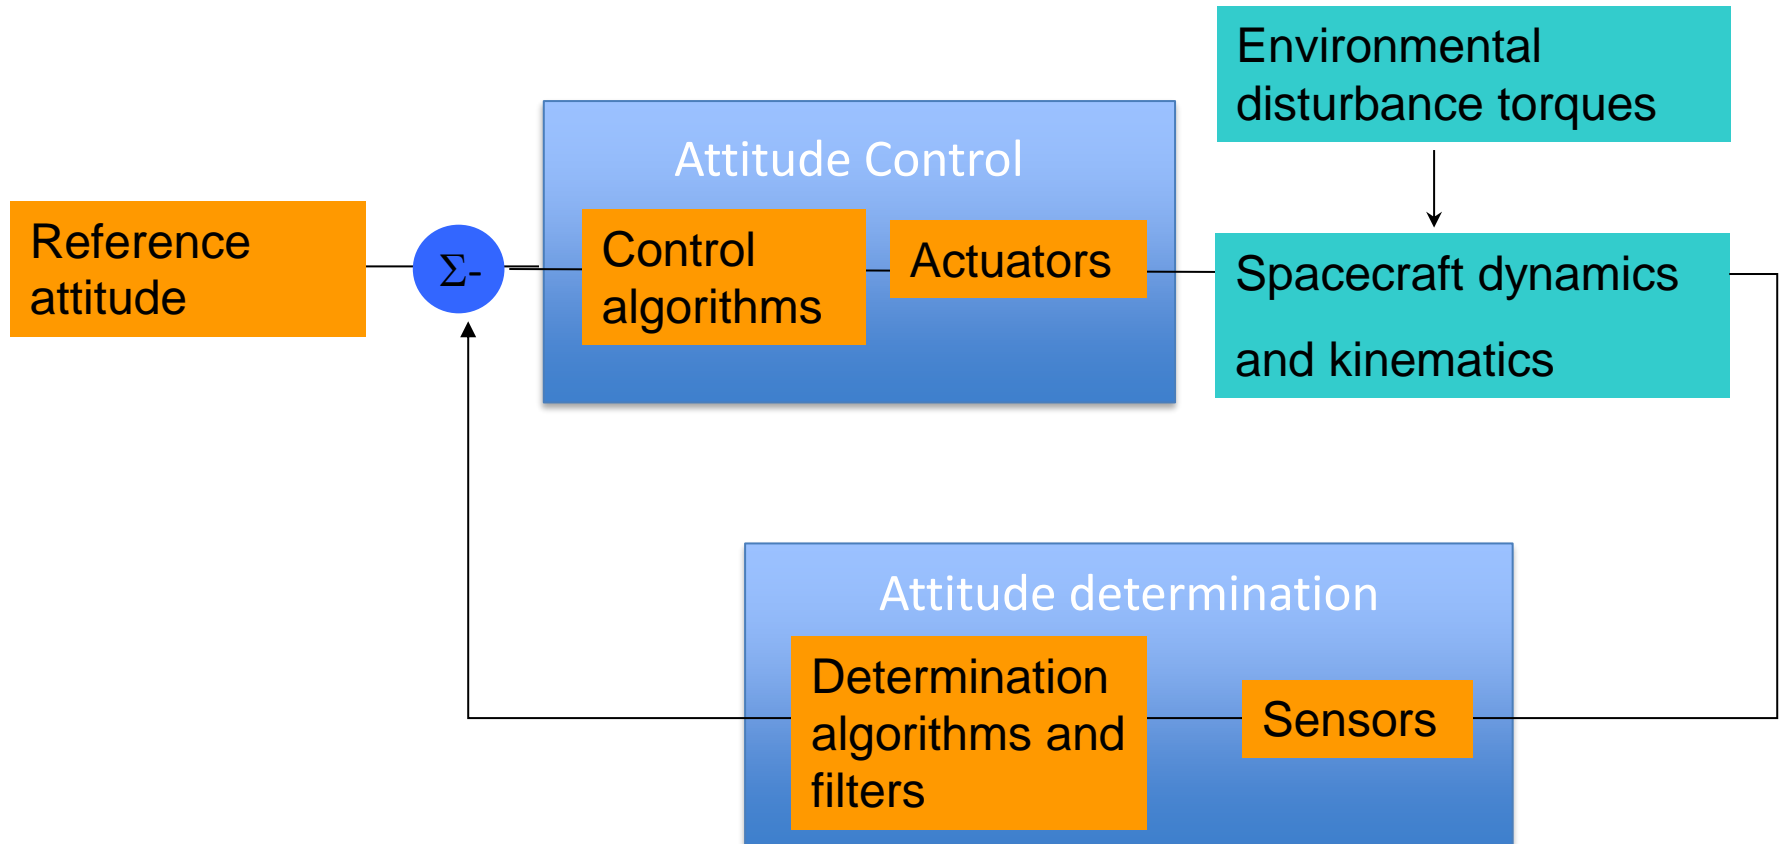 Environmental
disturbance torques
Attitude Control
Reference
attitude
Σ-
Control
algorithms
Actuators
Spacecraft dynamics
and kinematics
Attitude determination
Determination
algorithms and
filters
Sensors